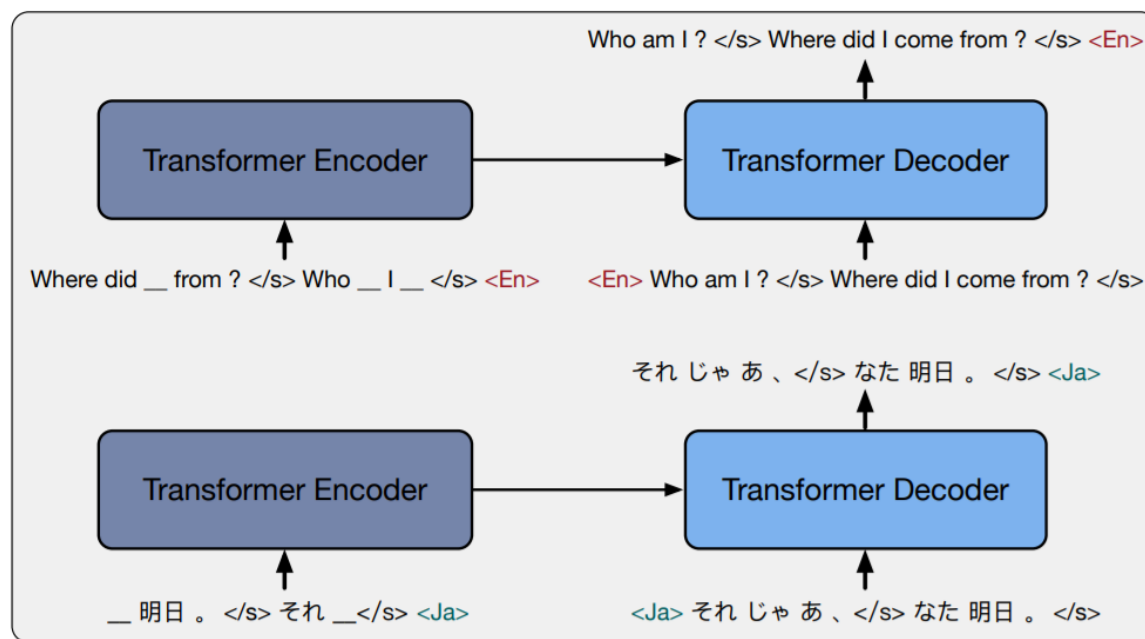 Who am I ? </s> Where did I come from ? </s> <En>
Transformer Encoder
Transformer Decoder
Where did __ from ? </s> Who __ I __ </s> <En>
<En> Who am I ? </s> Where did I come from ? </s>
それ じゃ あ 、</s> なた 明日 。 </s> <Ja>
Transformer Encoder
Transformer Decoder
__ 明日 。 </s> それ __</s> <Ja>
<Ja> それ じゃ あ 、</s> なた 明日 。 </s>